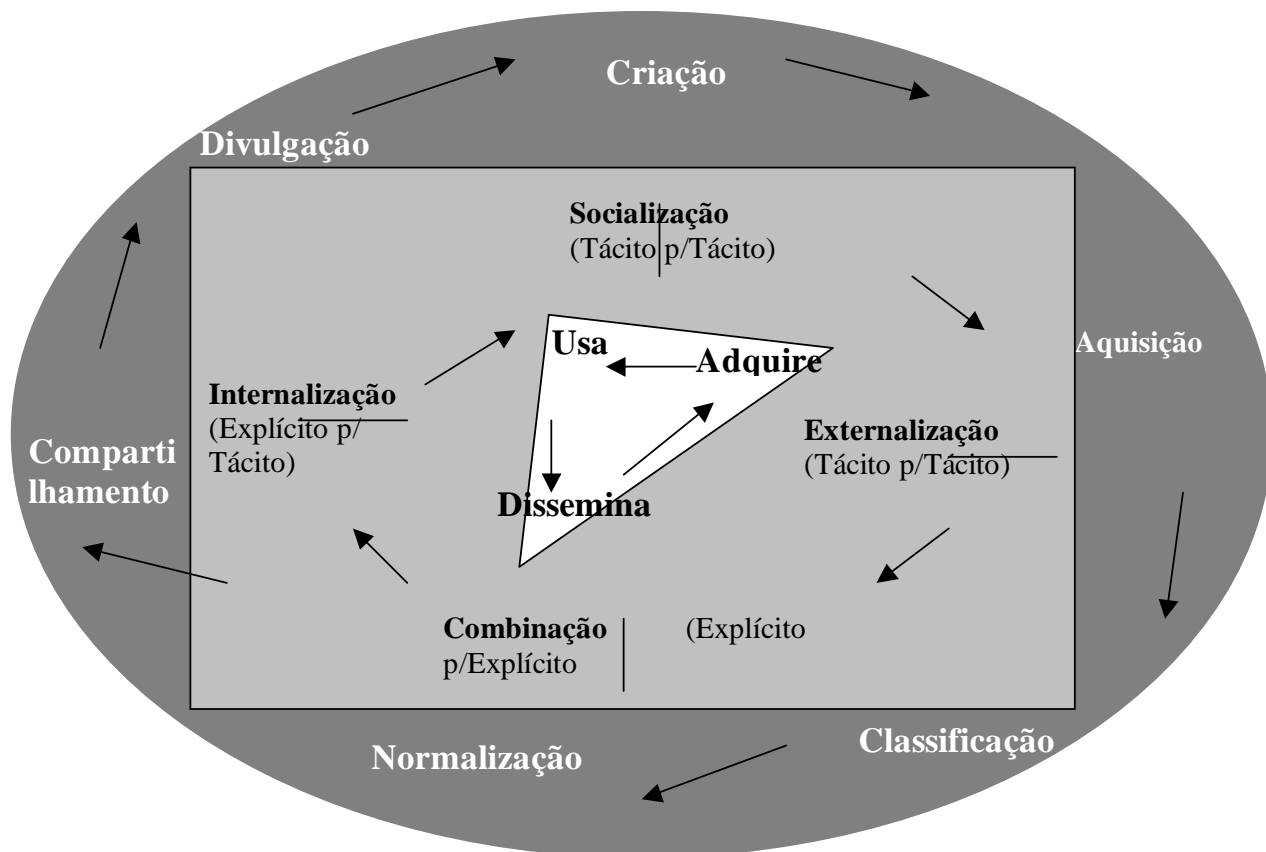 Criação
Divulgação
Socialização
(Tácito p/Tácito)
Usa
Adquire
Aquisição
Internalização
(Explícito p/
Tácito)
Externalização
(Tácito p/Tácito)
Comparti
lhamento
Dissemina
Combinação (Explícito
p/Explícito
Normalização
Classificação